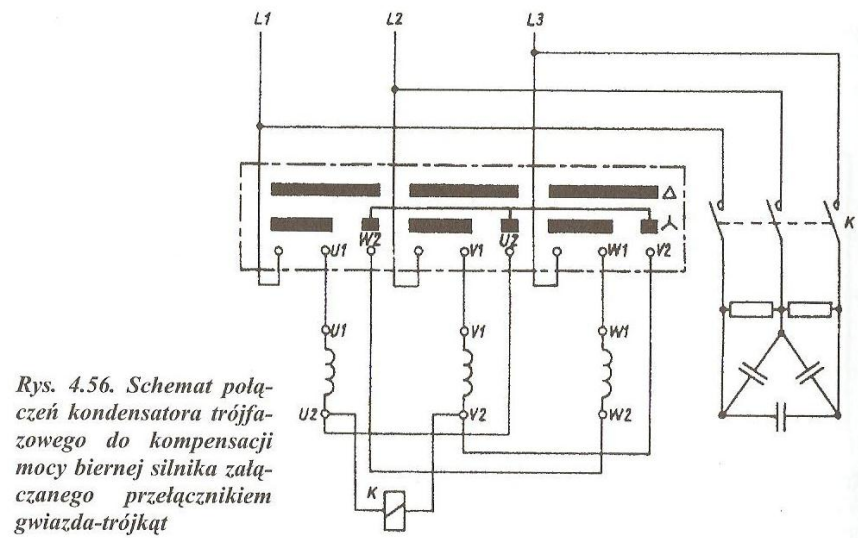 L1 L2 L3
K
W2 U2
U1 V1 W1 V2
U1 V1 W1
U2 V2 W2
K
Rys. 4.56. Schemat połą-
czeń kondensatora trójfa-
zowego do kompensacji
mocy biernej silnika załą-
czanego przełącznikiem
gwiazda-trójkąt